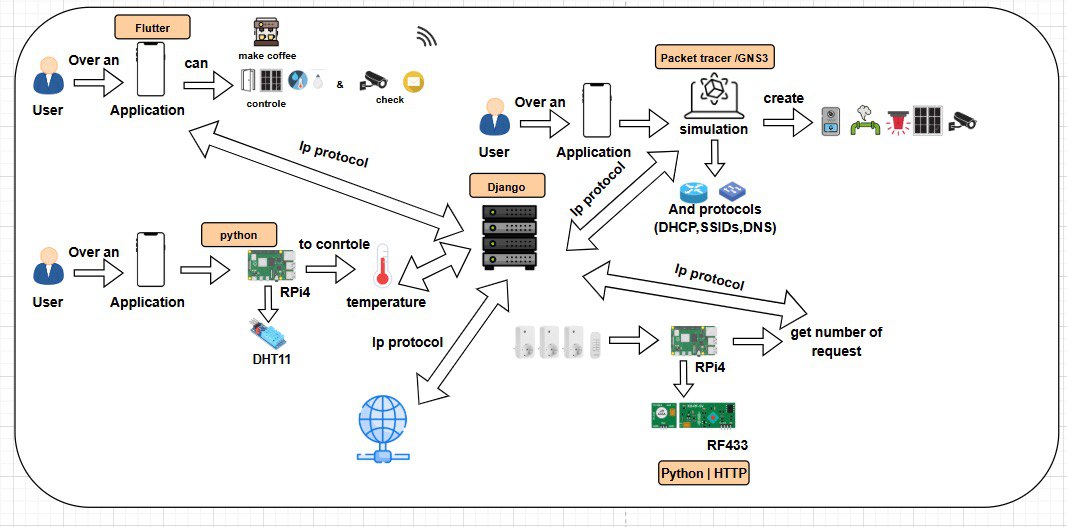 Flutter
make coffee
Over an
can
&
controle
check
User
Application
Packet tracer /GNS3
Over an
create
simulation
User
Application
Ip protocol
Ip protocol
Django
And protocols
(DHCP,SSIDs,DNS)
python
Over an
to conrtole
RPi4
User
Application
temperature
DHT11
Ip protocol
Ip protocol
get number of
request
RPi4
RF433
Python | HTTP